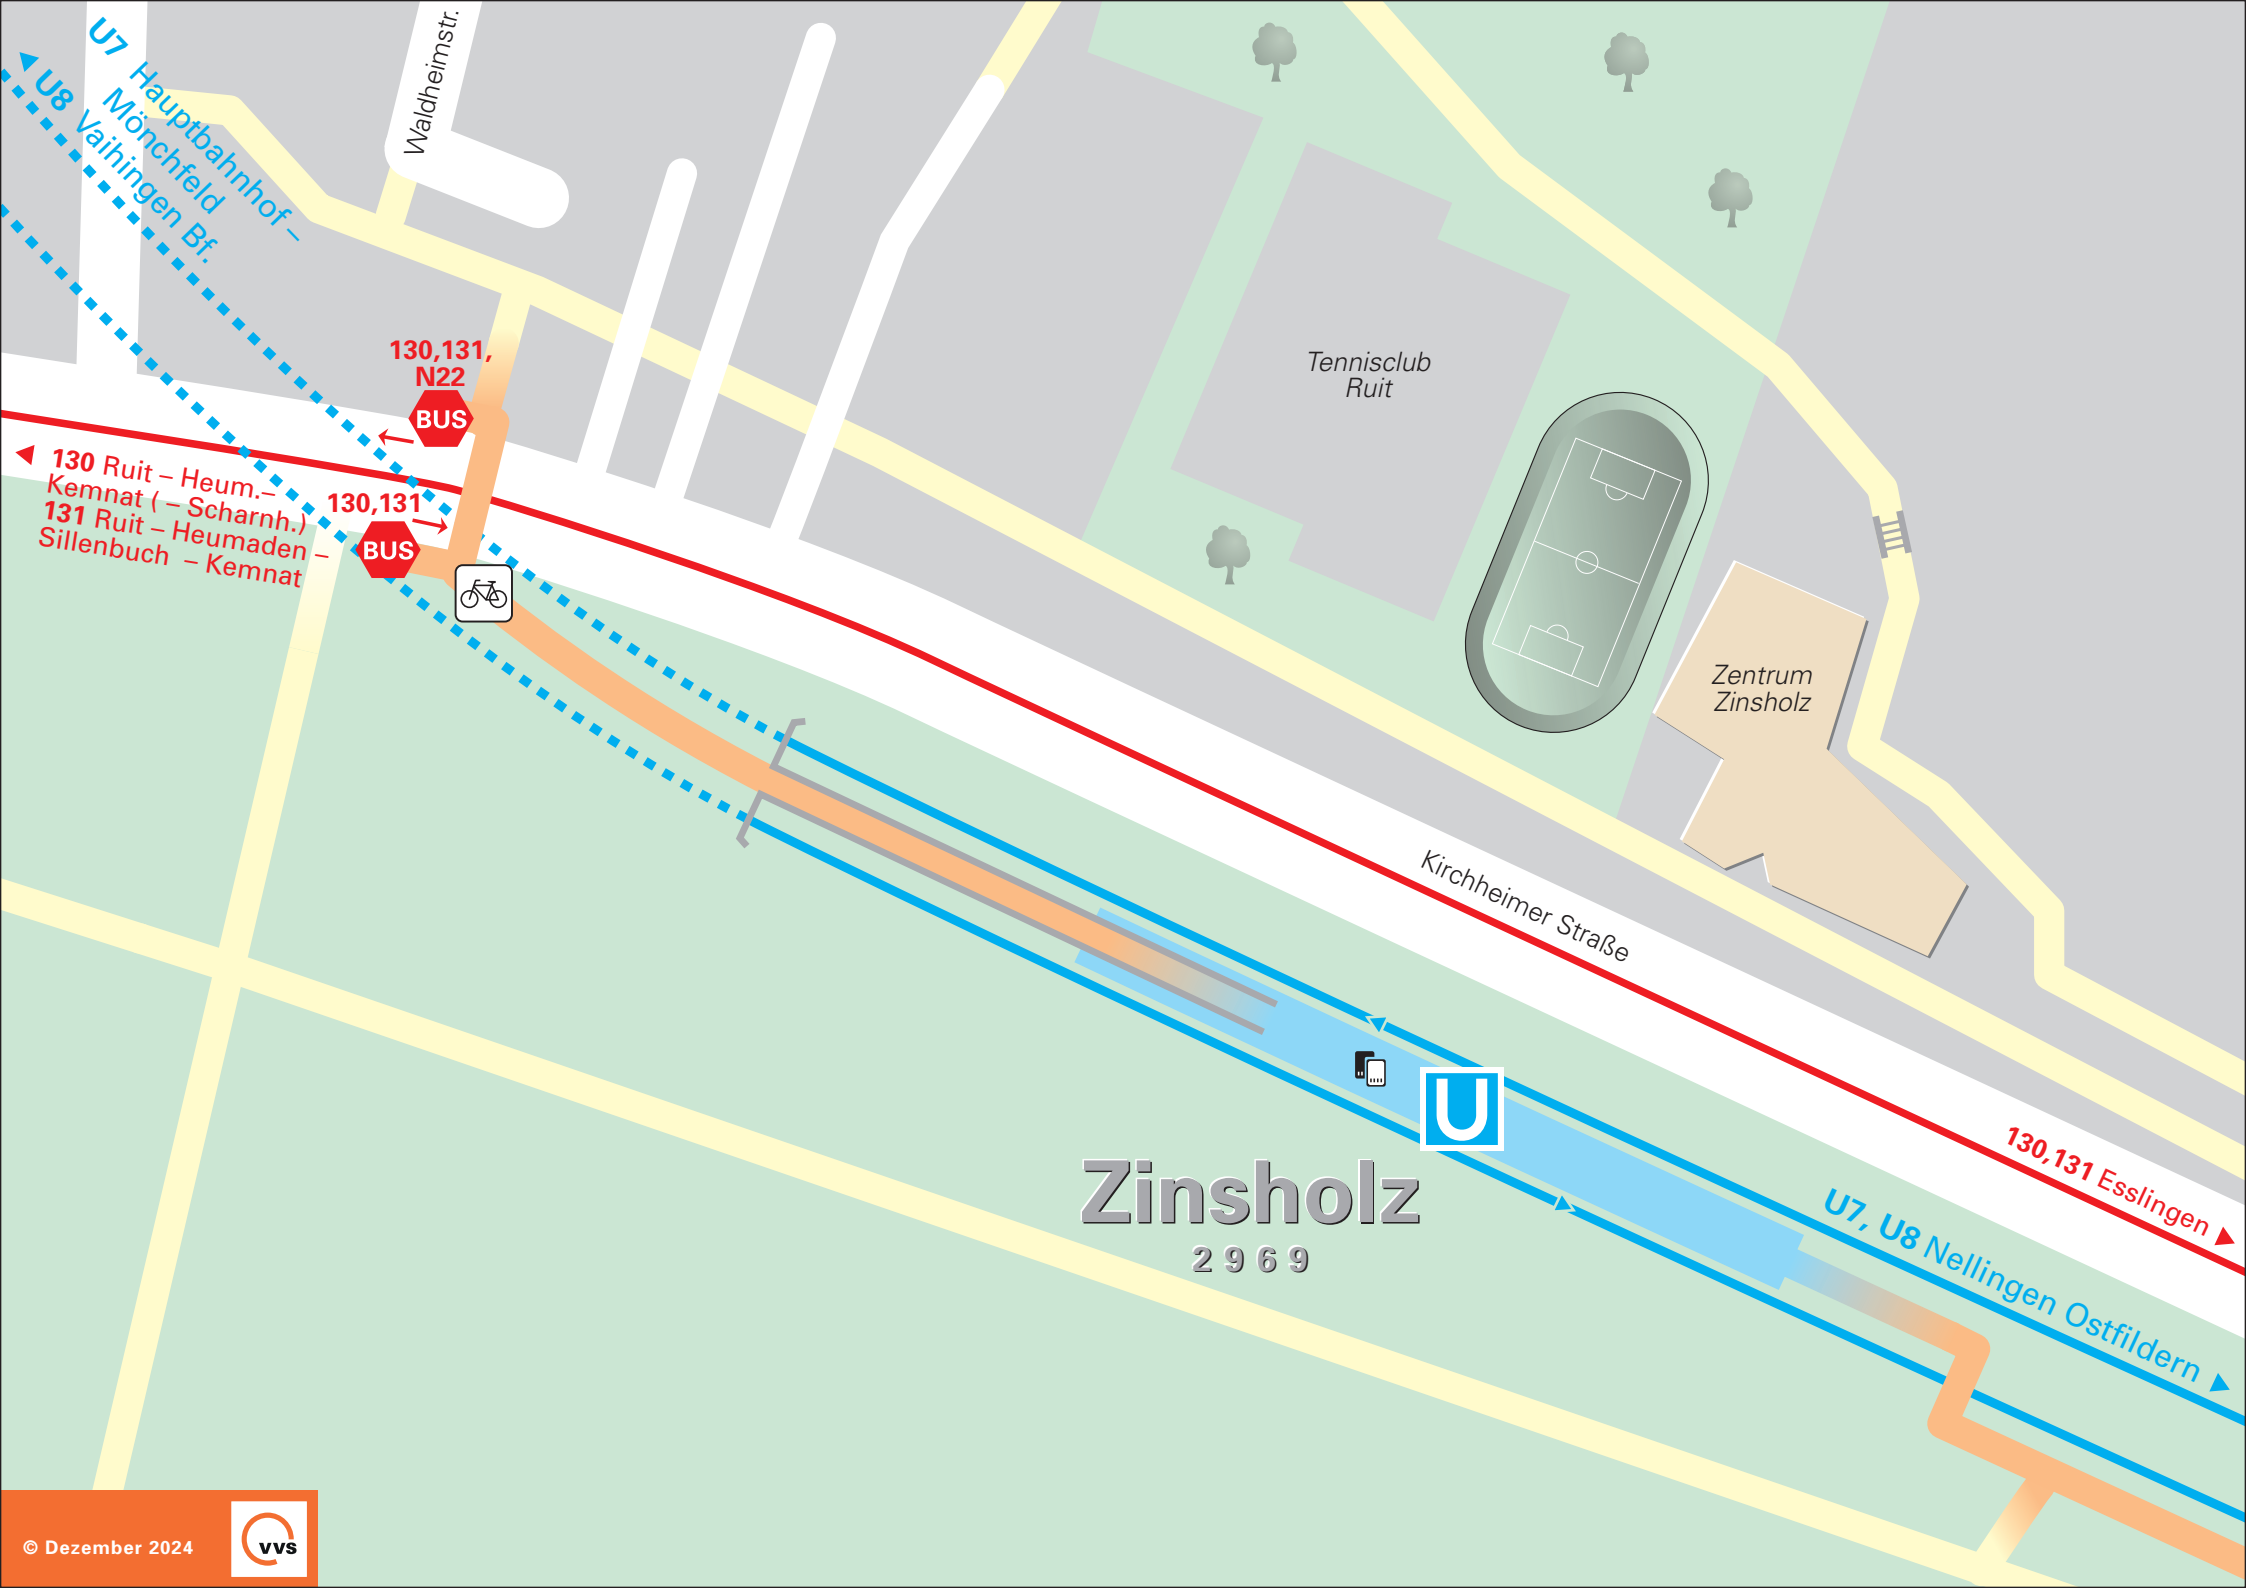 U7 Hauptbahnhof –
Mönchfeld
U8 Vaihingen Bf.
Waldheimstr.
130,131,
N22
BUS
130 Ruit – Heum.–
Kemnat ( – Scharnh.)
131 Ruit – Heumaden –
Sillenbuch – Kemnat
130,131
BUS
Tennisclub
Ruit
Zentrum
Zinsholz
Kirchheimer Straße
U
Zinsholz
2969
130,131 Esslingen
U7, U8 Nellingen Ostfildern
© Dezember 2024
vvs